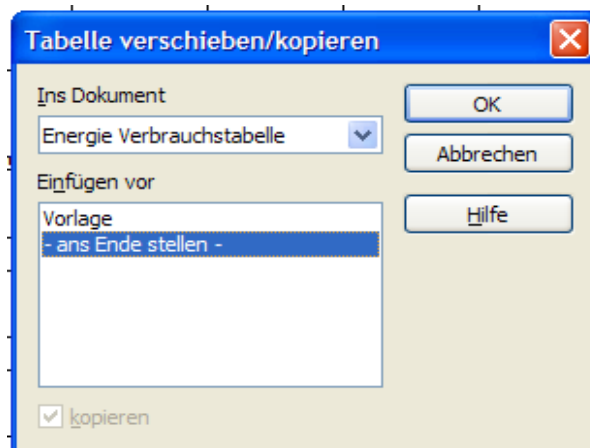 Tabelle verschieben/kopieren
Ins Dokument
Energie Verbrauchstabelle
Einfügen vor
Vorlage
- ans Ende stellen -
kopieren
OK
Abbrechen
Hilfe